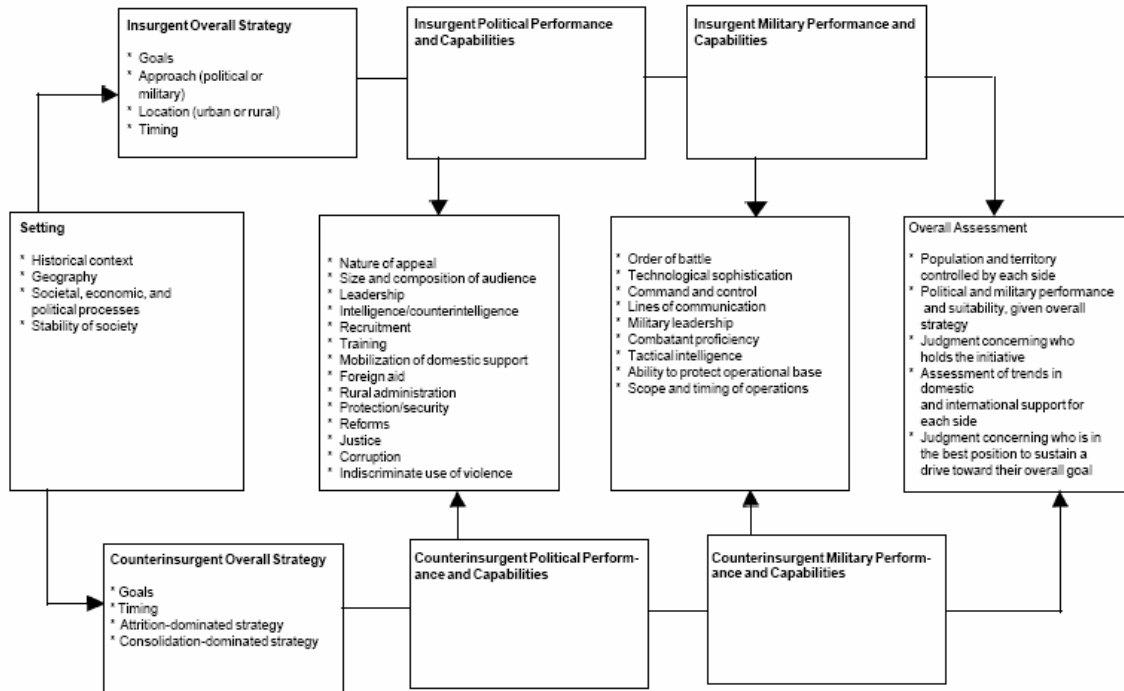 Insurgent Overall Strategy
* Goals
* Approach (political or
military)
* Location (urban or rural)
* Timing
Insurgent Political Performance
and Capabilities
Insurgent Military Performance and
Capabilities
Setting
* Historical context
* Geography
* Societal, economic, and
political processes
* Stability of society
* Nature of appeal
* Size and composition of audience
* Leadership
* Intelligence/counterintelligence
* Recruitment
* Training
* Mobilization of domestic support
* Foreign aid
* Rural administration
* Protection/security
* Reforms
* Justice
* Corruption
* Indiscriminate use of violence
* Order of battle
* Technological sophistication
* Command and control
* Lines of communication
* Military leadership
* Combatant proficiency
* Tactical intelligence
* Ability to protect operational base
* Scope and timing of operations
Overall Assessment
* Population and territory
controlled by each side
* Political and military performance
and suitability, given overall
strategy
* Judgment concerning who
holds the initiative
* Assessment of trends in
domestic
and international support for
each side
* Judgment concerning who is in
the best position to sustain a
drive toward their overall goal
Counterinsurgent Overall Strategy
* Goals
* Timing
* Attrition-dominated strategy
* Consolidation-dominated strategy
Counterinsurgent Political Perform-
ance and Capabilities
Counterinsurgent Military Perform-
ance and Capabilities